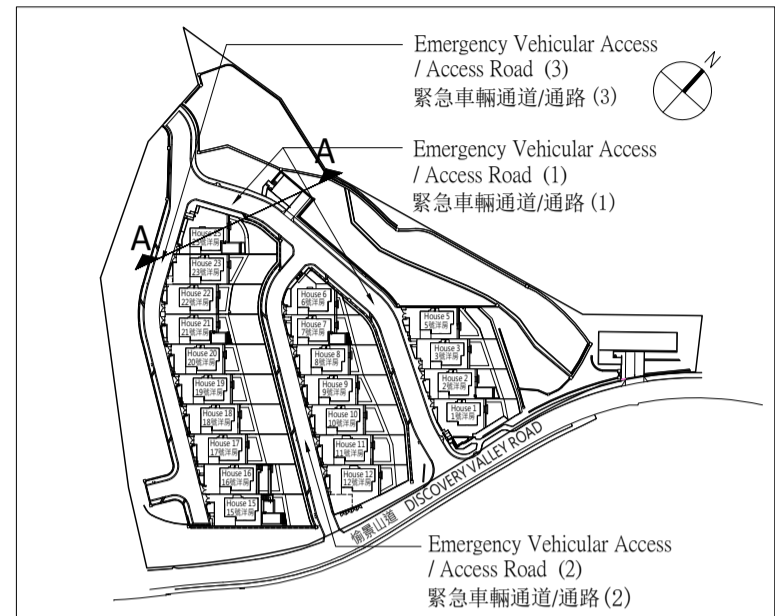 Emergency Vehicular Access
/ Access Road (3)
緊急車輛通道/通路 (3)
N
Emergency Vehicular Access
/ Access Road (1)
緊急車輛通道/通路 (1)
A
A
House 25
25號洋房
House 23
23號洋房
House 22
22號洋房
House 21
21號洋房
House 20
20號洋房
House 19
19號洋房
House 18
18號洋房
House 17
17號洋房
House 16
16號洋房
House 15
15號洋房
House 6
6號洋房
House 7
7號洋房
House 8
8號洋房
House 9
9號洋房
House 10
10號洋房
House 11
11號洋房
House 12
12號洋房
House 5
5號洋房
House 3
3號洋房
House 2
2號洋房
House 1
1號洋房
愉景山道 DISCOVERY VALLEY ROAD
Emergency Vehicular Access
/ Access Road (2)
緊急車輛通道/通路 (2)